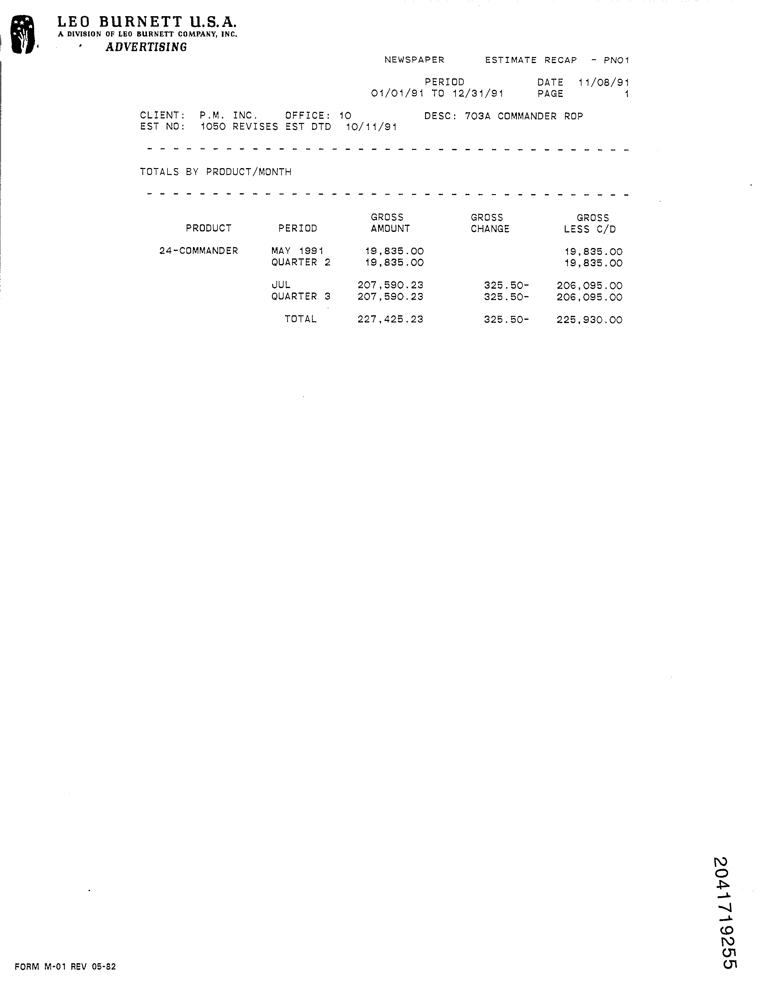 LEO BURNETT U.S.A.
A DIVISION OF LEO BURNETT COMPANY, INC.
ADVERTISING
NEWSPAPER ESTIMATE RECAP - PN01
PERIOD DATE 11/08/91
01/01/91 TO 12/31/91 PAGE 1
CLIENT: P.M. INC. OFFICE: 10 DESC: 703A COMMANDER ROP
EST NO: 1050 REVISES EST DTD 10/11/91
- - - - - - - - - - - - - - - - - - - - - - - - - - - - - - - - - - - - -
TOTALS BY PRODUCT/MONTH
- - - - - - - - - - - - - - - - - - - - - - - - - - - - - - - - - - - - -
GROSS GROSS GROSS
PRODUCT PERIOD AMOUNT CHANGE LESS C/D
24-COMMANDER MAY 1991 19,835.00 19,835.00
QUARTER 2 19,835.00 19,835.00
JUL 207,590.23 325.50- 206,095.00
QUARTER 3 207,590.23 325.50- 206,095.00
TOTAL 227,425.23 325.50- 225,930.00
2041719255
FORM M-01 REV 05-82